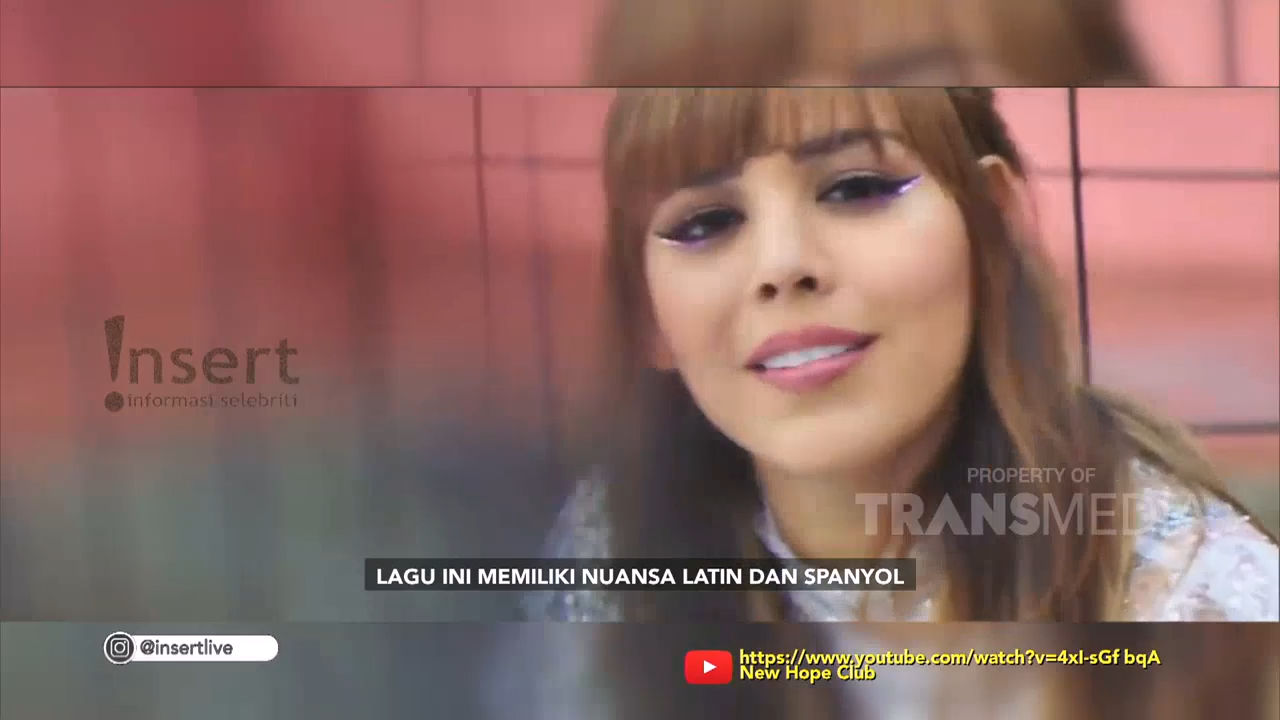 Insert
informasi selebriti
PROPERTY OF
TRANSMEDIA
LAGU INI MEMILIKI NUANSA LATIN DAN SPANYOL
@insertlive
https://www.youtube.com/watch?v=4xI-sGf bqA
New Hope Club